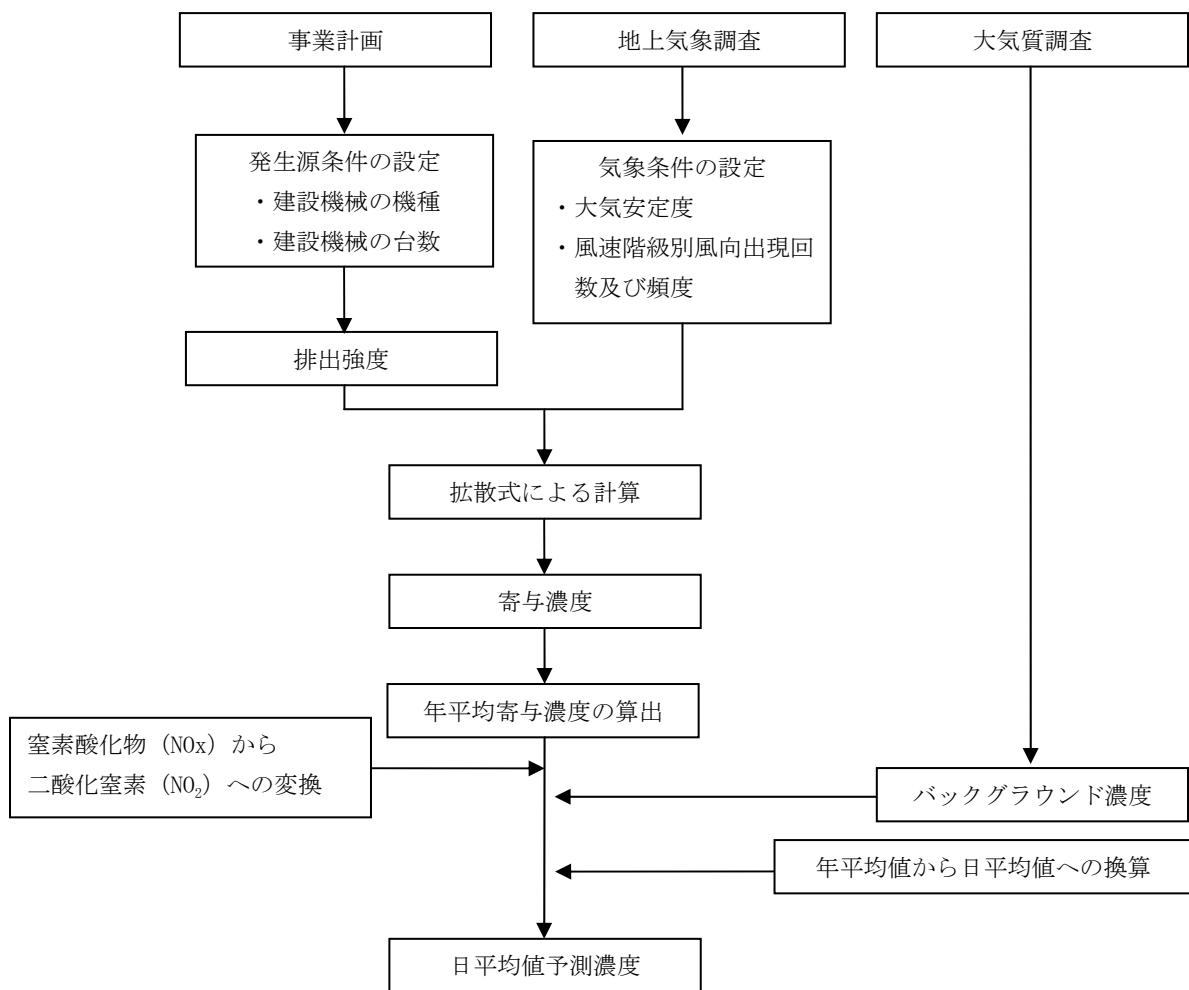 事業計画
地上気象調査
大気質調査
発生源条件の設定
・建設機械の機種
・建設機械の台数
気象条件の設定
・大気安定度
・風速階級別風向出現回
数及び頻度
排出強度
拡散式による計算
寄与濃度
年平均寄与濃度の算出
窒素酸化物（NOx）から
二酸化窒素（NO₂）への変換
バックグラウンド濃度
年平均値から日平均値への換算
日平均値予測濃度